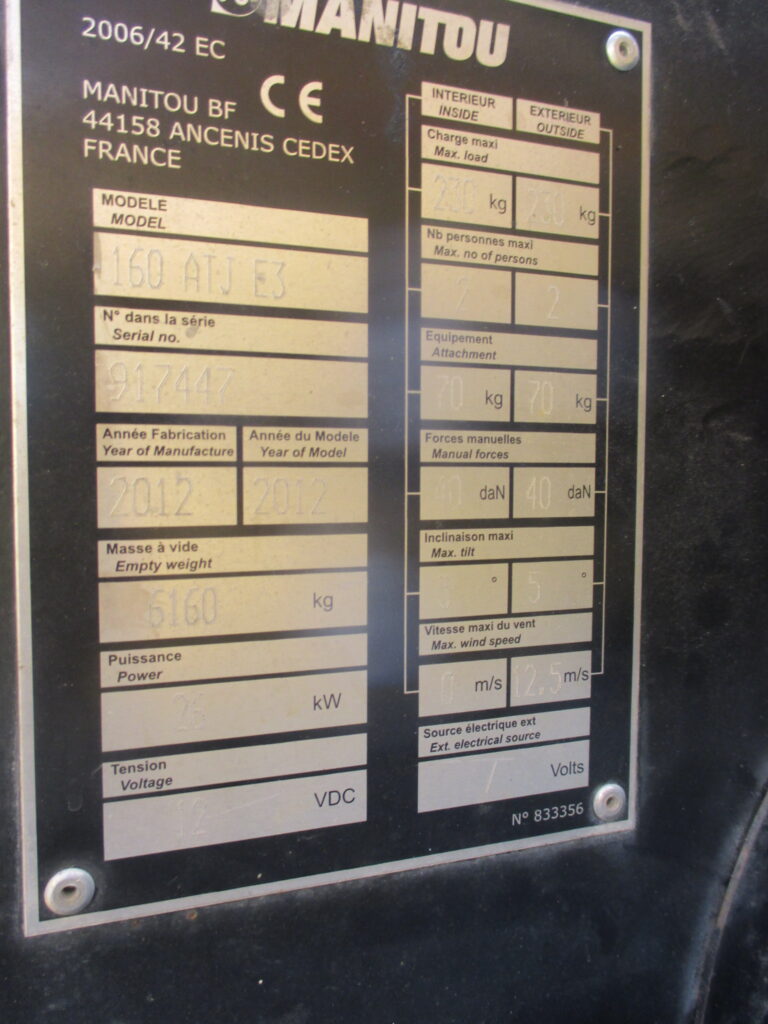 MANITOU
2006/42 EC
MANITOU BF CE
44158 ANCENIS CEDEX
FRANCE
MODELE
MODEL
160 ATJ E3
N° dans la série
Serial no.
917447
Année Fabrication
Year of Manufacture
2012
Année du Modele
Year of Model
2012
Masse à vide
Empty weight
6160 kg
Puissance
Power
kW
Tension
Voltage
12 VDC
INTERIEUR
INSIDE
EXTERIEUR
OUTSIDE
Charge maxi
Max. load
230 kg 230 kg
Nb personnes maxi
Max. no of persons
2 2
Equipement
Attachment
70 kg 70 kg
Forces manuelles
Manual forces
40 daN 40 daN
Inclinaison maxi
Max. tilt
° 5 °
Vitesse maxi du vent
Max. wind speed
0 m/s 12.5 m/s
Source électrique ext
Ext. electrical source
/ Volts
N° 833356